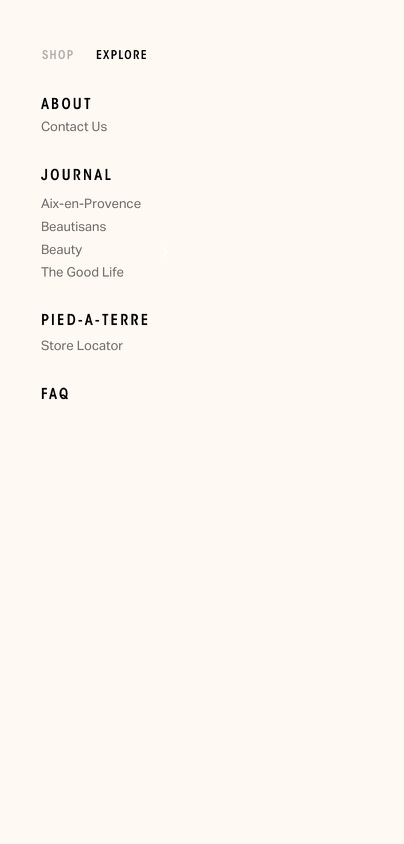 SHOP EXPLORE
ABOUT
Contact Us
JOURNAL
Aix-en-Provence
Beautisans
Beauty
The Good Life
PIED-A-TERRE
Store Locator
FAQ